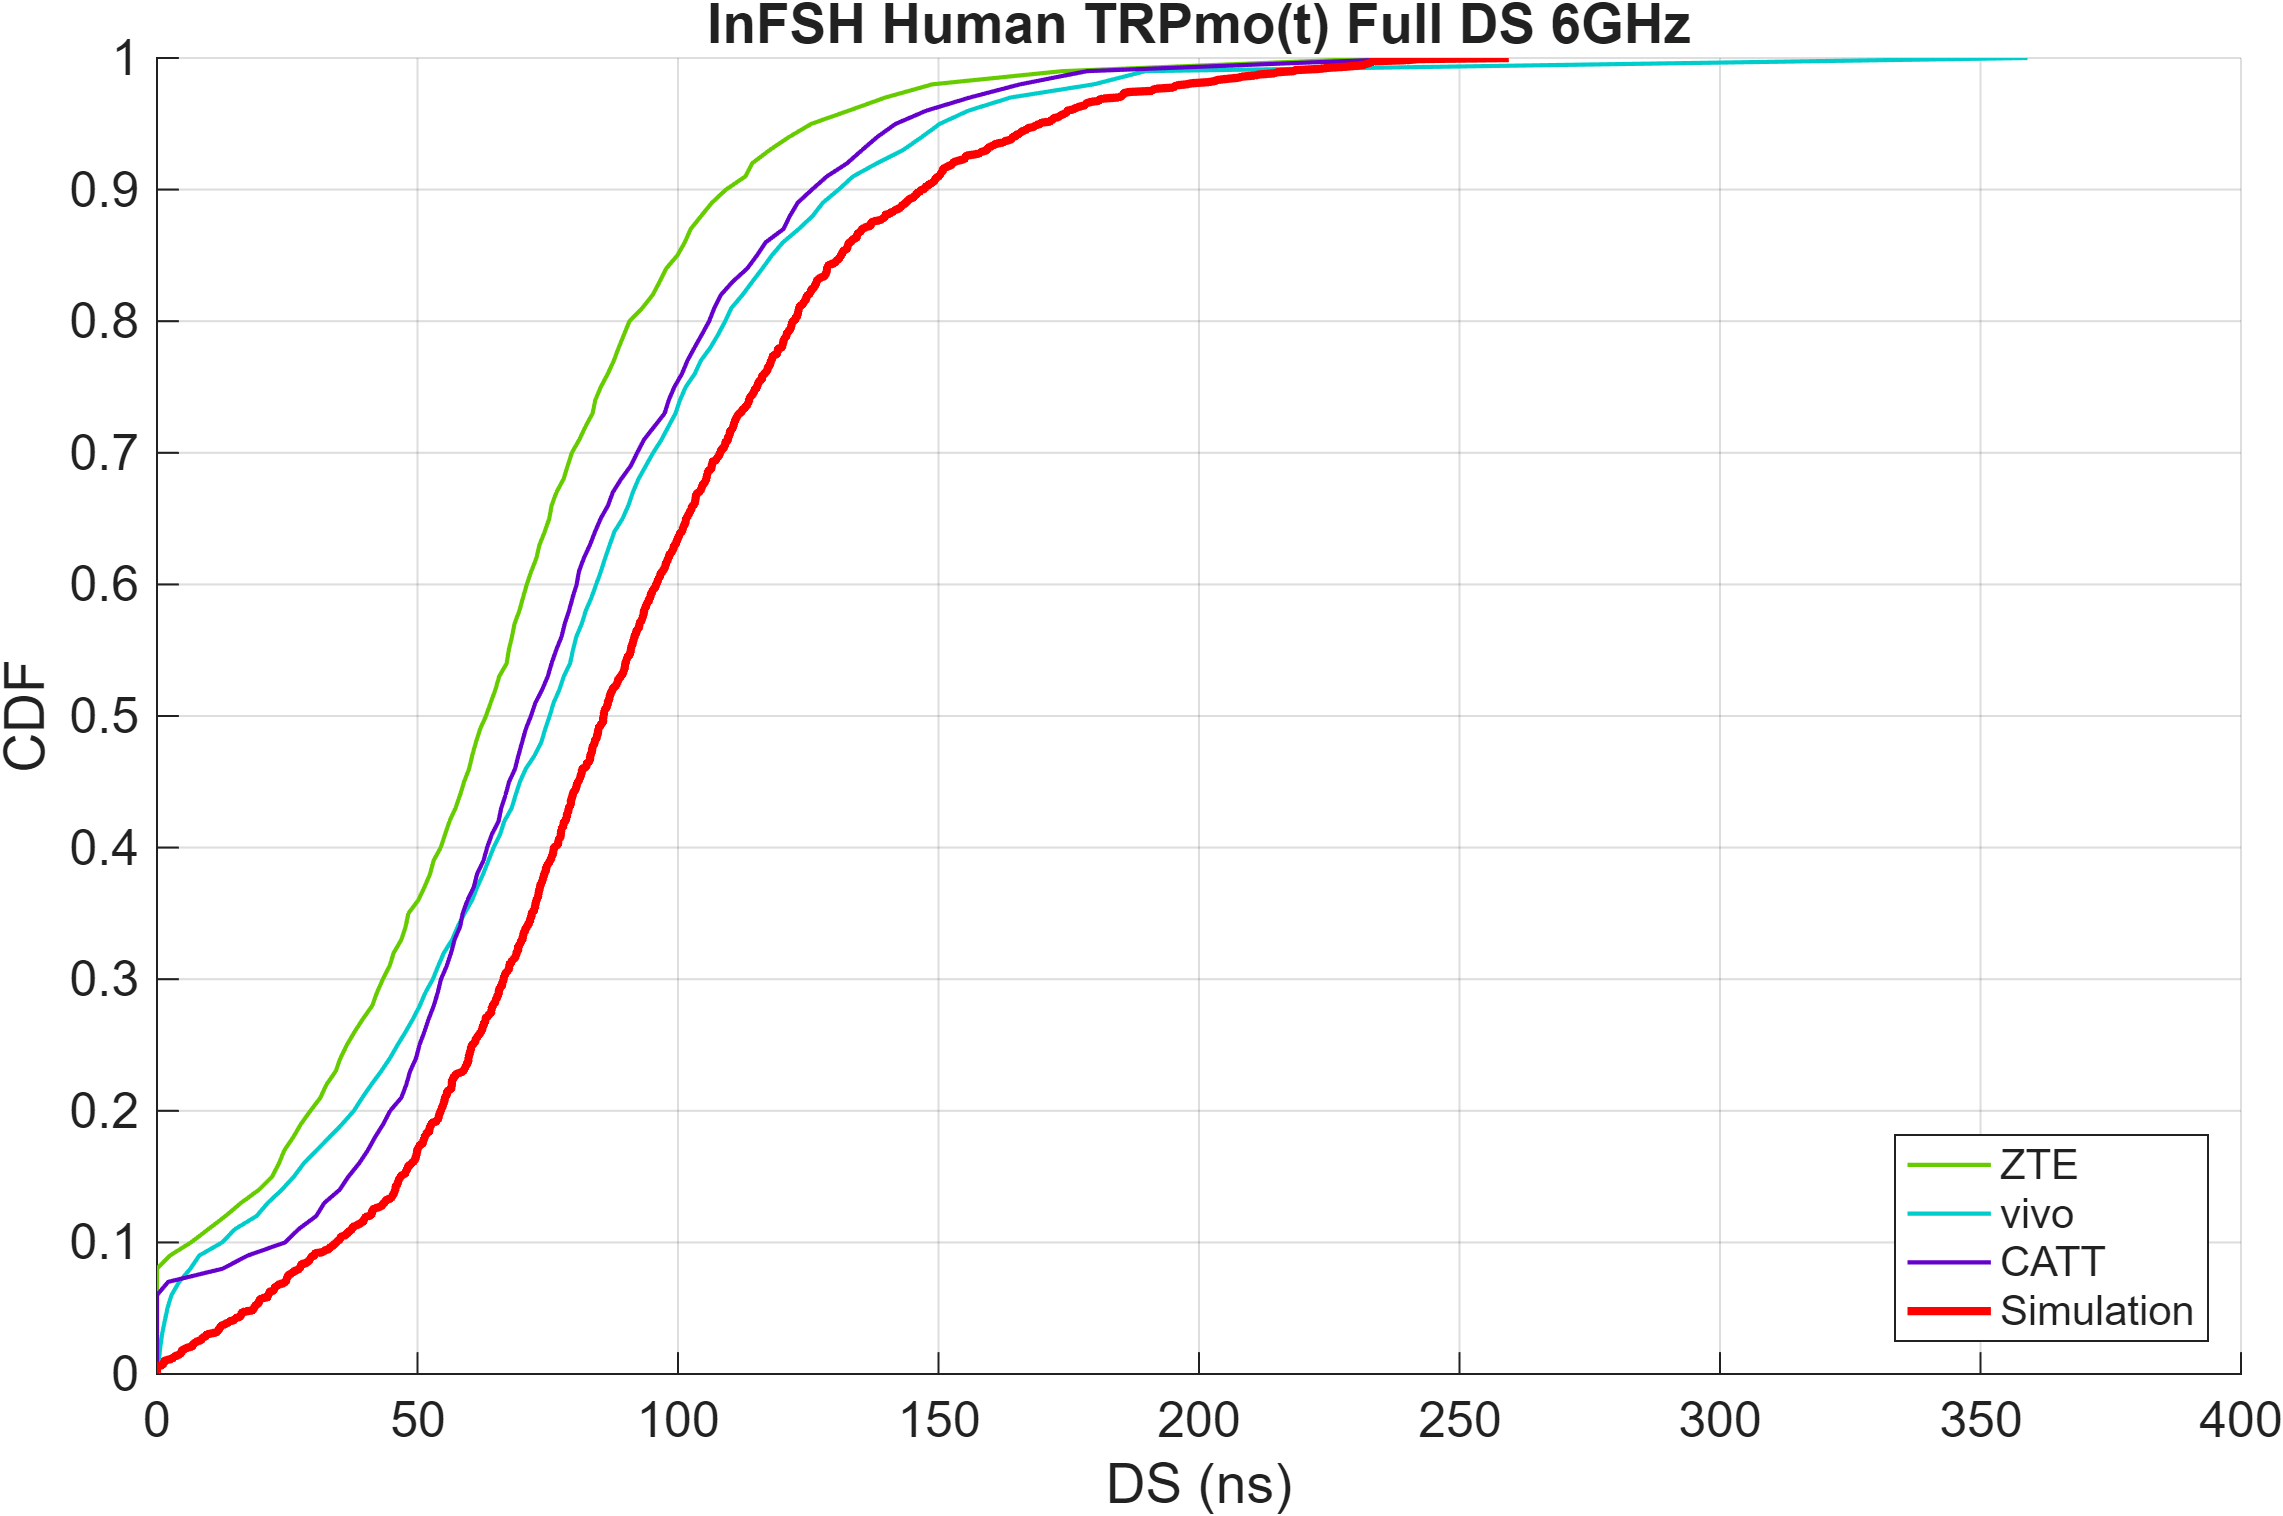 InFSH Human TRPmo(t) Full DS 6GHz
1
0.9
0.8
0.7
0.6
0.5
0.4
0.3
0.2
0.1
0
CDF
0 50 100 150 200 250 300 350 400
DS (ns)
ZTE
vivo
CATT
Simulation